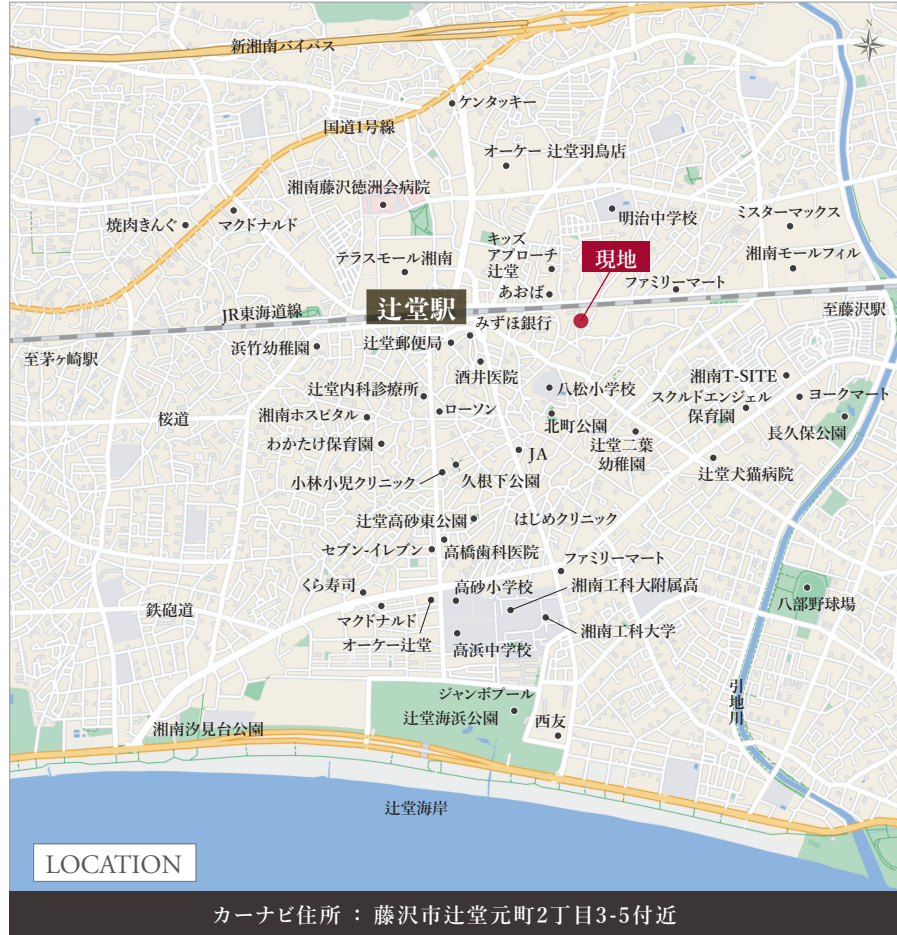 新湘南バイパス
N
ケンタッキー
国道1号線
オーケー 辻堂羽鳥店
湘南藤沢徳洲会病院
明治中学校
ミスターマックス
焼肉きんぐ
マクドナルド
キッズ
アプローチ
辻堂
テラスモール湘南
現地
湘南モールフィル
あおば
ファミリーマート
辻堂駅
JR東海道線
至藤沢駅
みずほ銀行
辻堂郵便局
浜竹幼稚園
至茅ヶ崎駅
酒井医院
湘南T-SITE
辻堂内科診療所
八松小学校
スクルドエンジェル
保育園
ヨークマート
桜道
湘南ホスピタル
ローソン
北町公園
長久保公園
わかたけ保育園
JA
辻堂二葉
幼稚園
辻堂犬猫病院
小林小児クリニック
久根下公園
辻堂高砂東公園
はじめクリニック
セブン-イレブン
高橋歯科医院
ファミリーマート
くら寿司
高砂小学校
湘南工科大附属高
鉄砲道
マクドナルド
八部野球場
オーケー辻堂
高浜中学校
湘南工科大学
引地川
ジャンボプール
辻堂海浜公園
西友
湘南汐見台公園
辻堂海岸
LOCATION
カーナビ住所 : 藤沢市辻堂元町2丁目3-5付近